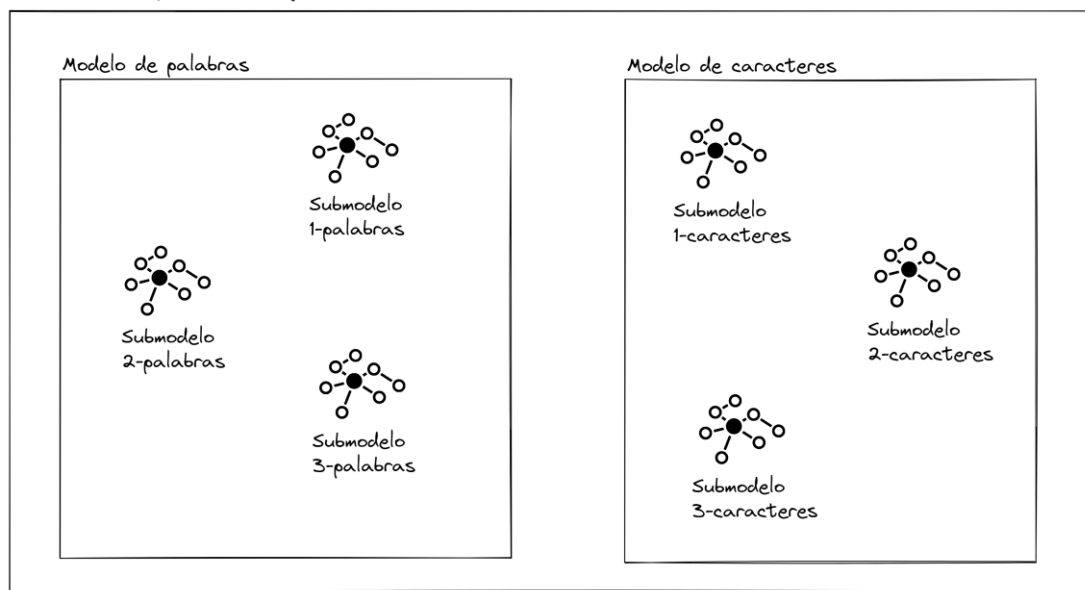 Modelo de palabras
Submodelo
1-palabras
Submodelo
2-palabras
Submodelo
3-palabras
Modelo de caracteres
Submodelo
1-caracteres
Submodelo
2-caracteres
Submodelo
3-caracteres